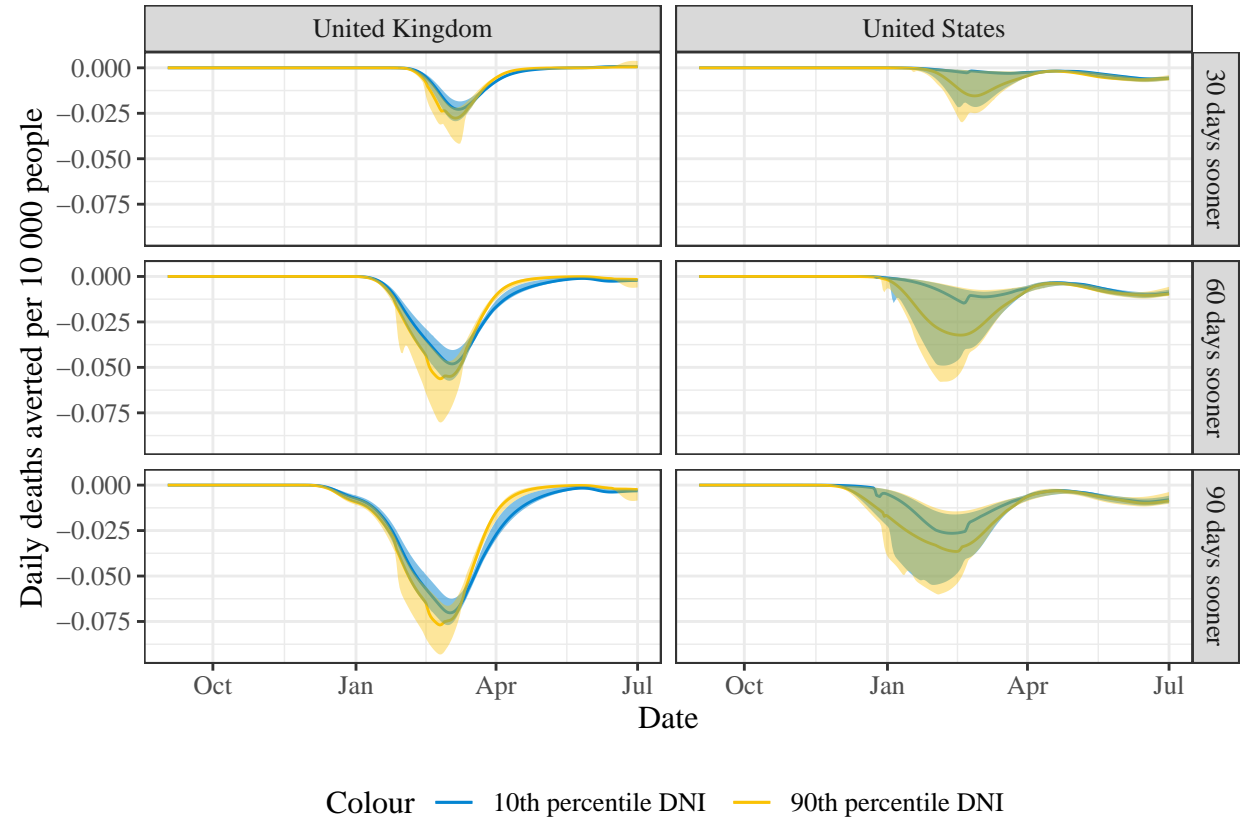 United Kingdom
United States
Daily deaths averted per 10 000 people
0.000
−0.025
−0.050
−0.075
30 days sooner
0.000
−0.025
−0.050
−0.075
60 days sooner
0.000
−0.025
−0.050
−0.075
90 days sooner
Oct Jan Apr Jul
Oct Jan Apr Jul
Date
Colour 10th percentile DNI 90th percentile DNI